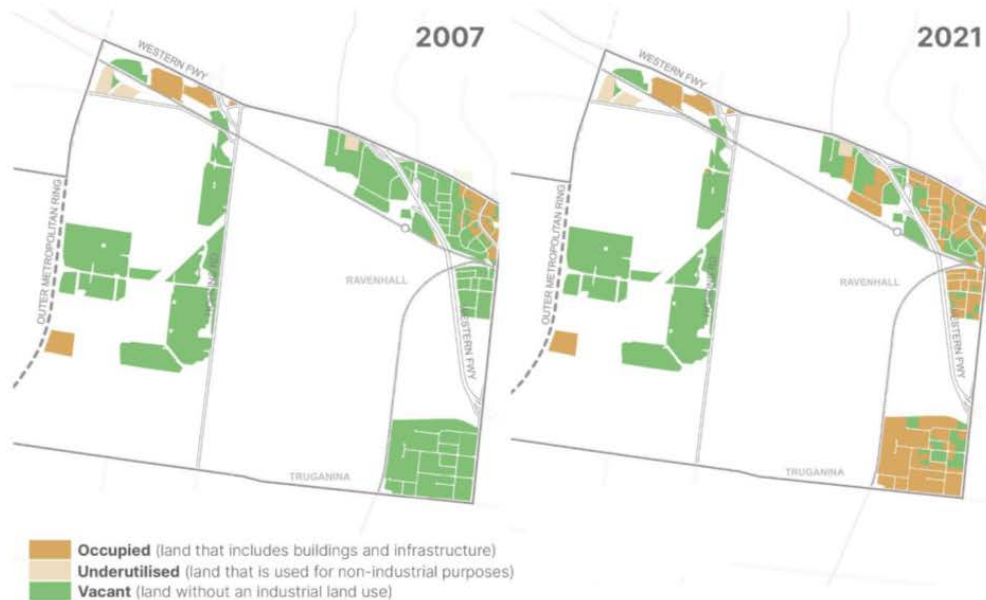 2007
WESTERN FWY
OUTER METROPOLITAN RING
RAVENHALL
WESTERN FWY
TRUGANINA
2021
WESTERN FWY
OUTER METROPOLITAN RING
RAVENHALL
WESTERN FWY
TRUGANINA
Occupied (land that includes buildings and infrastructure)
Underutilised (land that is used for non-industrial purposes)
Vacant (land without an industrial land use)